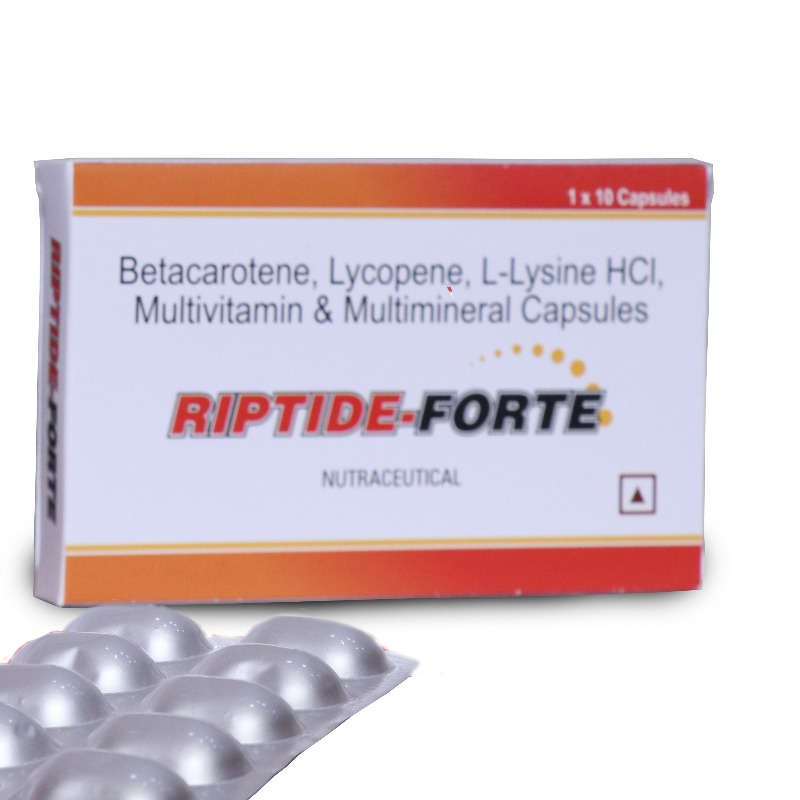 1 x 10 Capsules
Betacarotene, Lycopene, L-Lysine HCl,
Multivitamin & Multimineral Capsules
RIPTIDE-FORTE
NUTRACEUTICAL
RIPTIDE-FORTE